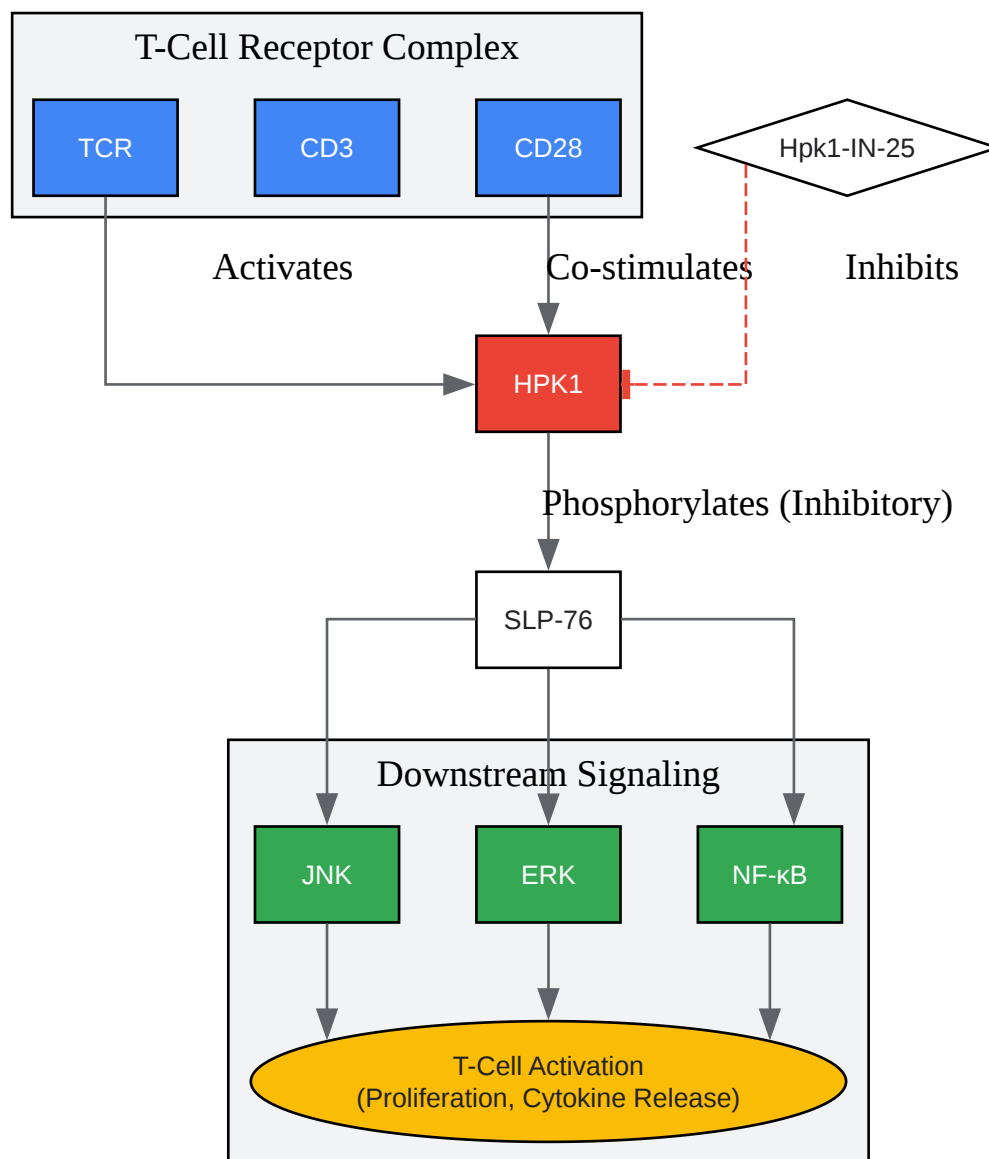 T-Cell Receptor Complex
TCR
CD3
CD28
Hpk1-IN-25
Activates
Co-stimulates
Inhibits
HPK1
Phosphorylates (Inhibitory)
SLP-76
Downstream Signaling
JNK
ERK
NF-κB
T-Cell Activation
(Proliferation, Cytokine Release)